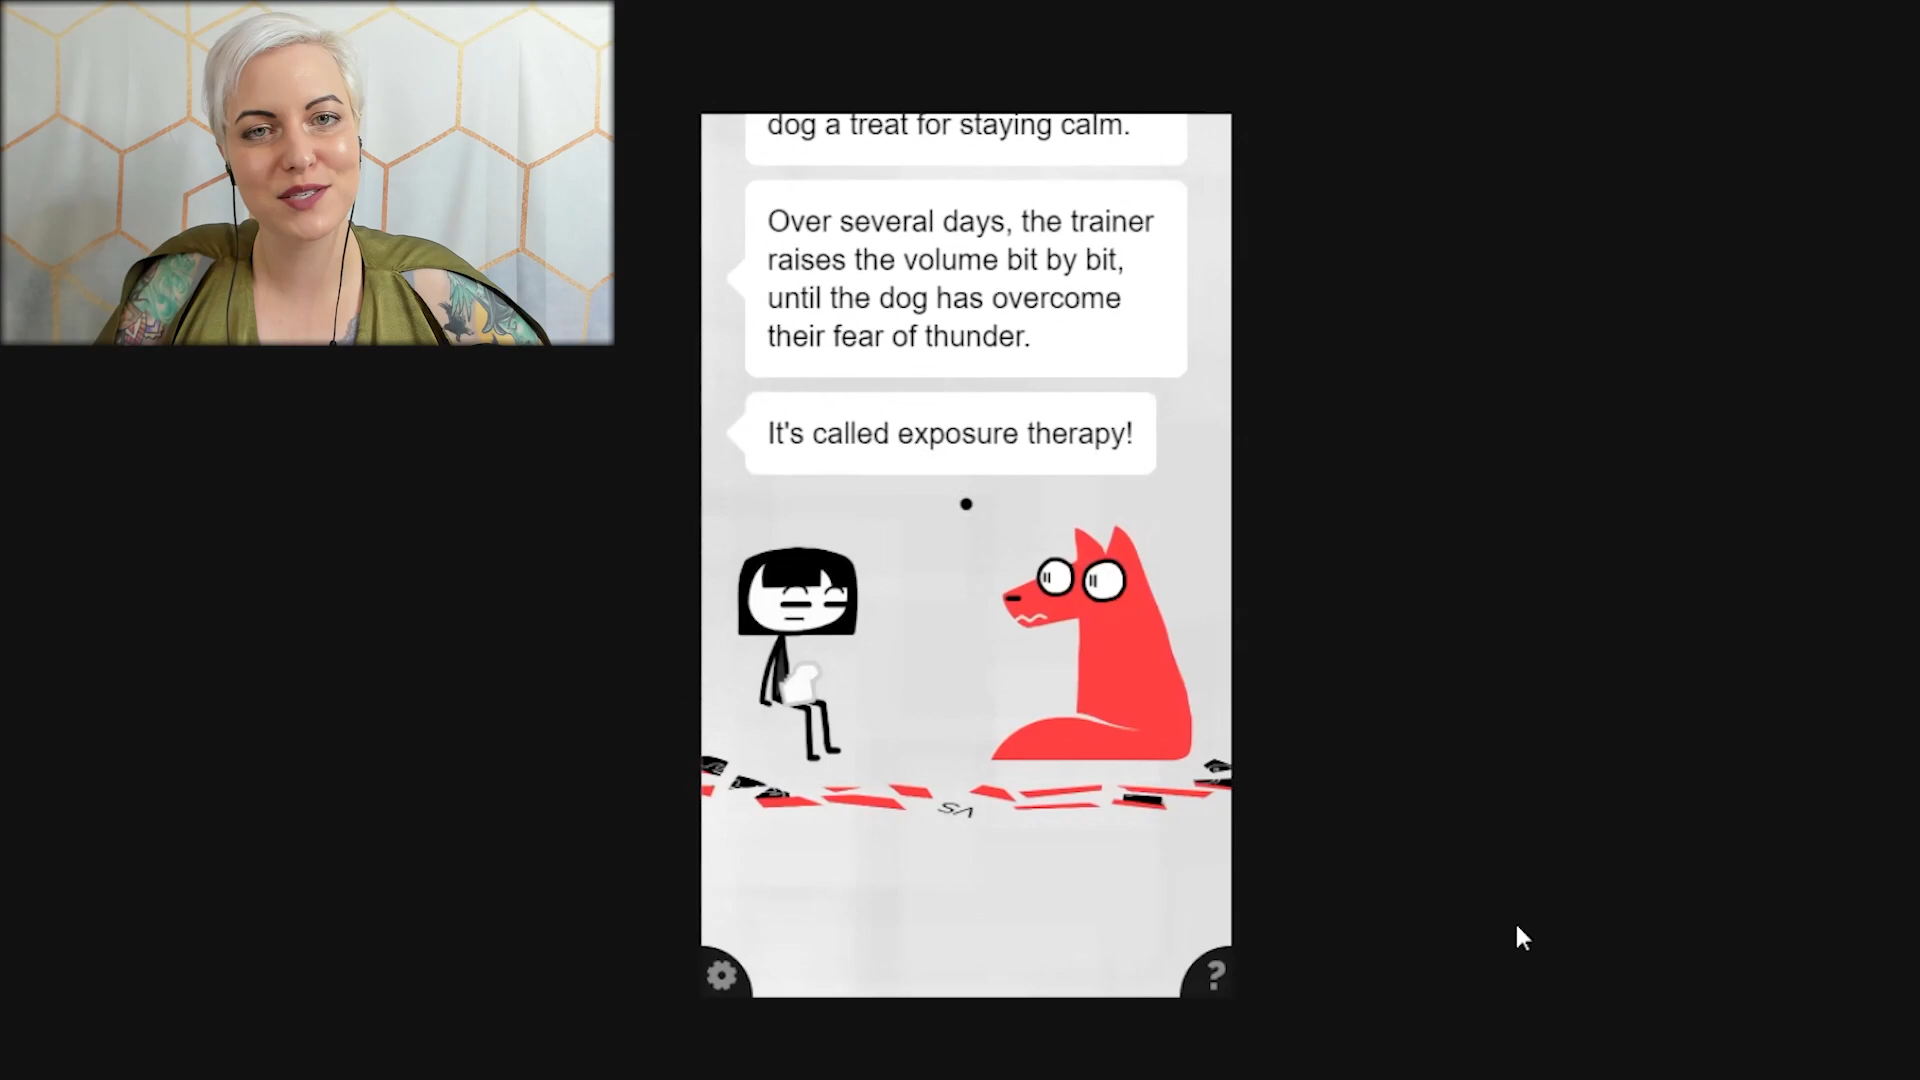 dog a treat for staying calm.
Over several days, the trainer
raises the volume bit by bit,
until the dog has overcome
their fear of thunder.
It's called exposure therapy!
VS
?